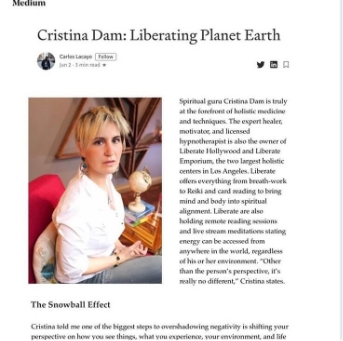 Medium
Cristina Dam: Liberating Planet Earth
Carlos Lacayo Follow
Jun 2 · 3 min read
Spiritual guru Cristina Dam is truly
at the forefront of holistic medicine
and techniques. The expert healer,
motivator, and licensed
hypnotherapist is also the owner of
Liberate Hollywood and Liberate
Emporium, the two largest holistic
centers in Los Angeles. Liberate
offers everything from breath-work
to Reiki and card reading to bring
mind and body into spiritual
alignment. Liberate are also
holding remote reading sessions
and live stream meditations stating
energy can be accessed from
anywhere in the world, regardless
of his or her environment. “Other
than the person’s perspective, it’s
really no different,” Cristina states.
The Snowball Effect
Cristina told me one of the biggest steps to overshadowing negativity is shifting your
perspective on how you see things, what you experience, your environment, and life